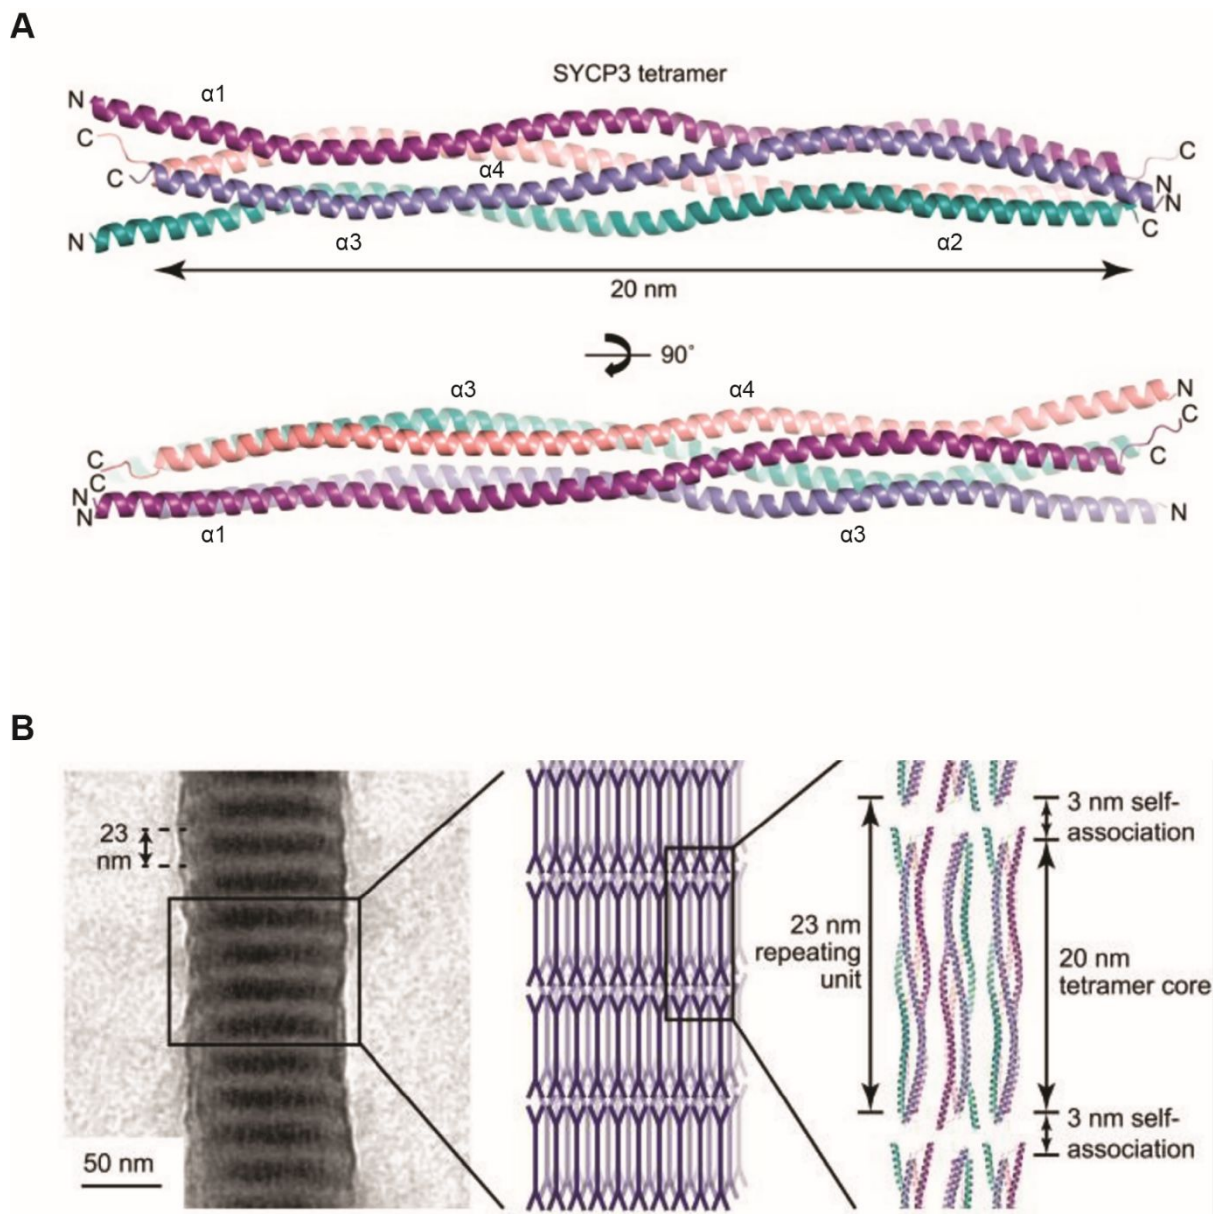 A
SYCP3 tetramer
N
α1
C
C
α4
C
N
N
N
α3
α2
C
20 nm
90˚
α3
α4
N
C
C
C
C
N
N
N
α1
α3
B
23
nm
3 nm self-
association
23 nm
repeating
unit
20 nm
tetramer core
3 nm self-
association
50 nm